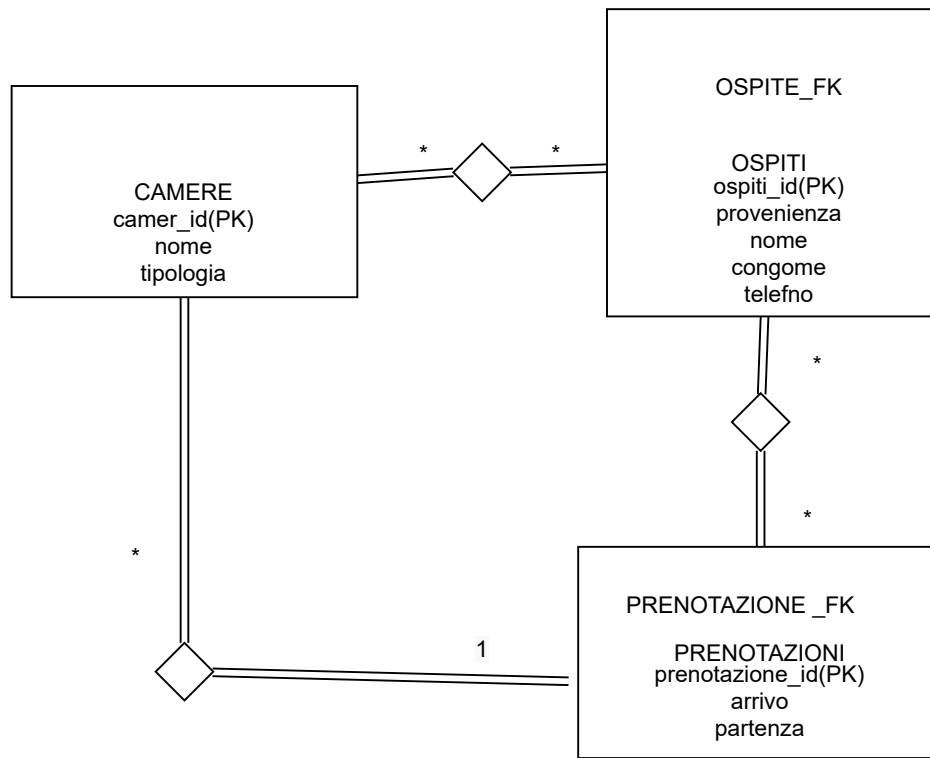 OSPITE_FK
OSPITI
ospiti_id(PK)
provenienza
nome
congome
telefno
*
*
CAMERE
camer_id(PK)
nome
tipologia
*
*
*
1
PRENOTAZIONE _FK
PRENOTAZIONI
prenotazione_id(PK)
arrivo
partenza